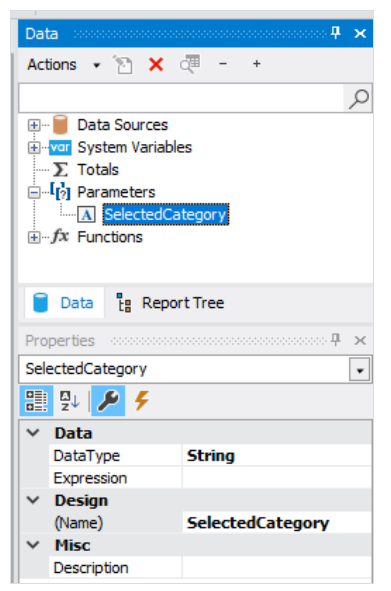 Data
Actions
- +
Data Sources
var System Variables
Σ Totals
[?] Parameters
A SelectedCategory
fx Functions
Data Report Tree
Properties
SelectedCategory
A Z
Data
DataType String
Expression
Design
(Name) SelectedCategory
Misc
Description